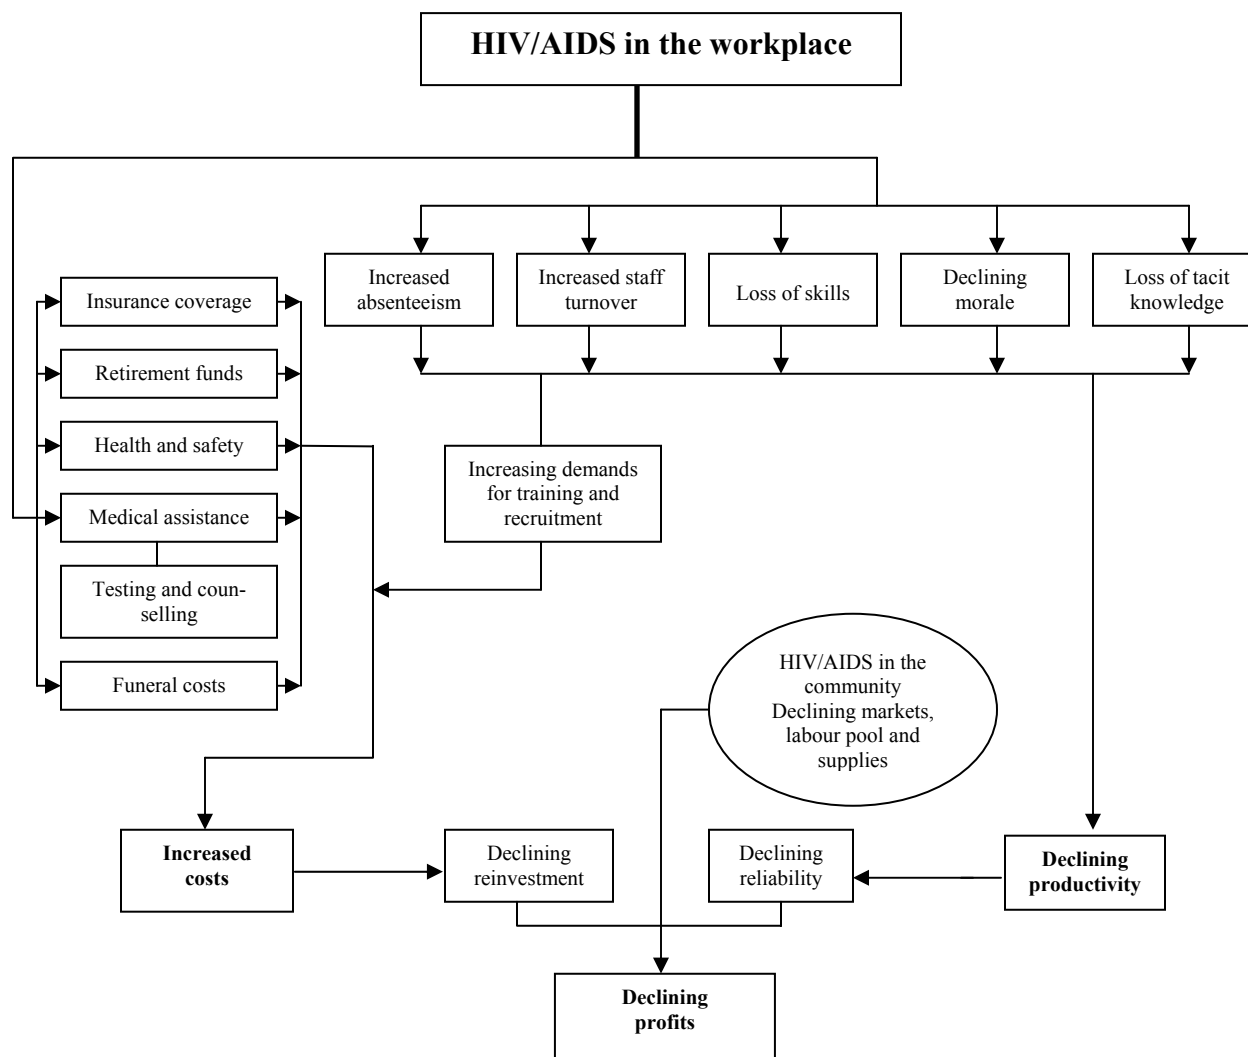 HIV/AIDS in the workplace
Increased
absenteeism
Increased staff
turnover
Loss of skills
Declining
morale
Loss of tacit
knowledge
Insurance coverage
Retirement funds
Health and safety
Medical assistance
Testing and coun-
selling
Funeral costs
Increasing demands
for training and
recruitment
HIV/AIDS in the
community
Declining markets,
labour pool and
supplies
Increased
costs
Declining
reinvestment
Declining
reliability
Declining
productivity
Declining
profits